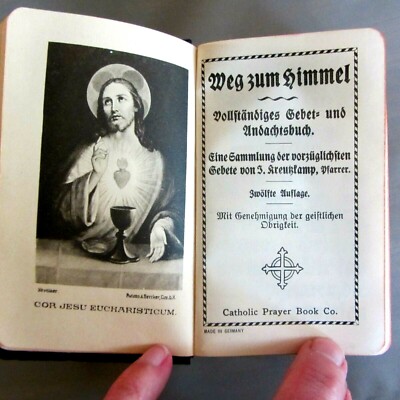 COR JESU EUCHARISTICUM.
Weg zum Himmel
Vollständiges Gebet= und
Andachtsbuch.
Eine Sammlung der vorzüglichsten
Gebete von J. Kreutzkamp, Pfarrer.
Zwölfte Auflage.
Mit Genehmigung der geistlichen
Obrigkeit.
Catholic Prayer Book Co.
MADE IN GERMANY